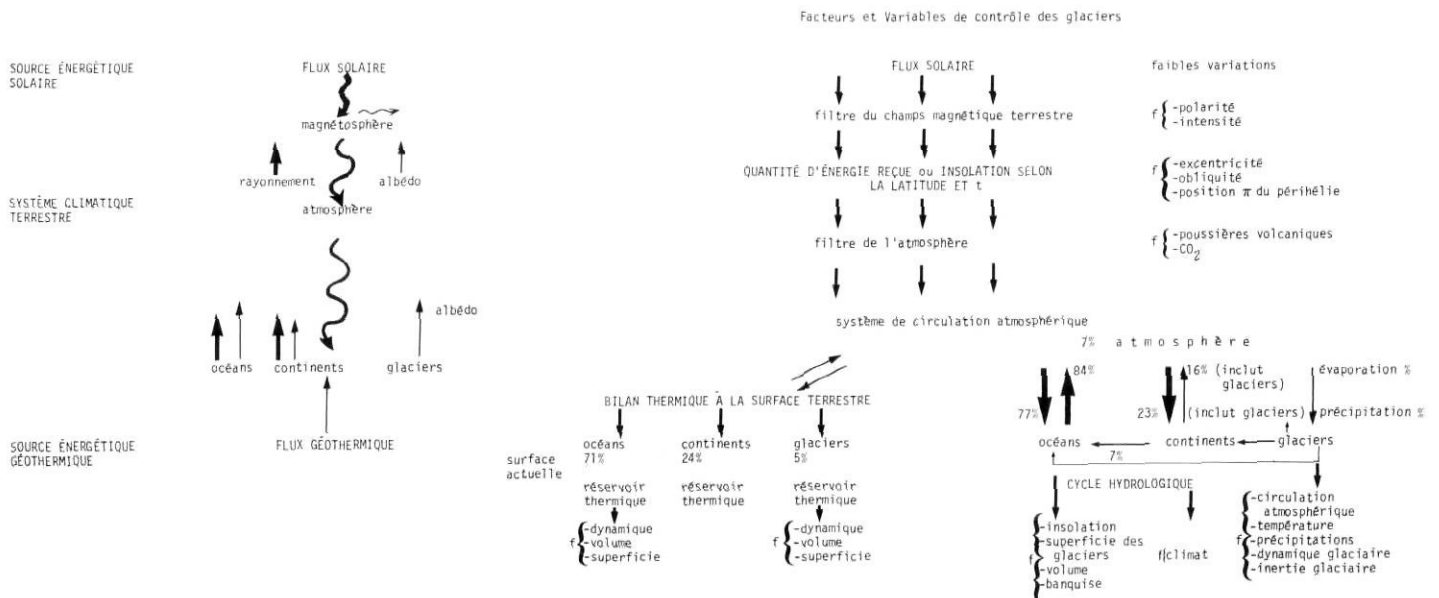 Facteurs et Variables de contrôle des glaciers
SOURCE ÉNERGÉTIQUE
SOLAIRE
FLUX SOLAIRE
magnétosphère
rayonnement
albédo
SYSTÈME CLIMATIQUE
TERRESTRE
atmosphère
albédo
océans
continents
glaciers
SOURCE ÉNERGÉTIQUE
GÉOTHERMIQUE
FLUX GÉOTHERMIQUE
FLUX SOLAIRE
faibles variations
filtre du champs magnétique terrestre
f
-polarité
-intensité
QUANTITÉ D'ÉNERGIE REÇUE ou INSOLATION SELON
LA LATITUDE ET t
f
-excentricité
-obliquité
-position π du périhélie
filtre de l'atmosphère
f
-poussières volcaniques
-CO2
système de circulation atmosphérique
BILAN THERMIQUE À LA SURFACE TERRESTRE
surface
actuelle
océans
71%
continents
24%
glaciers
5%
réservoir
thermique
réservoir
thermique
réservoir
thermique
f
-dynamique
-volume
-superficie
f
-dynamique
-volume
-superficie
7% atmosphère
84%
16% (inclut
glaciers)
évaporation %
77%
23%
(inclut glaciers)
précipitation %
océans
continents
glaciers
7%
CYCLE HYDROLOGIQUE
f
-insolation
-superficie des
glaciers
-volume
-banquise
f/climat
f
-circulation
atmosphérique
-température
-précipitations
-dynamique glaciaire
-inertie glaciaire